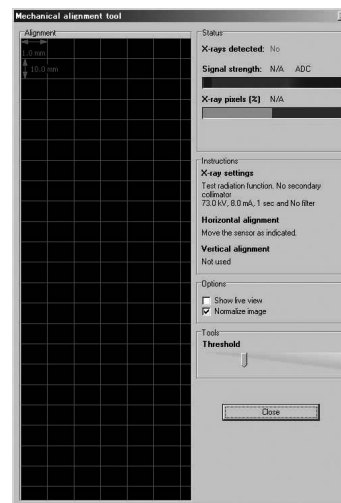 Mechanical alignment tool
Alignment
1.0 mm
10.0 mm
Status
X-rays detected: No
Signal strength: N/A ADC
X-ray pixels (%) N/A
Instructions
X-ray settings
Test radiation function. No secondary
collimator
73.0 kV, 8.0 mA, 1 sec and No filter
Horizontal alignment
Move the sensor as indicated.
Vertical alignment
Not used
Options
Show live view
Normalize image
Tools
Threshold
Close